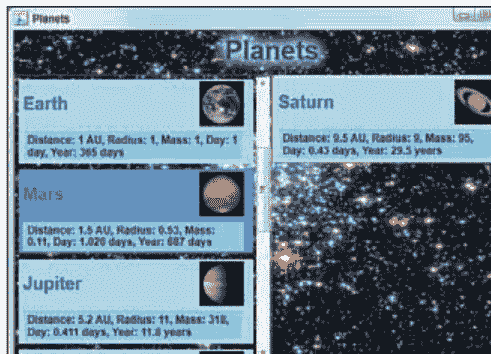 Planets
Planets
Earth
Distance: 1 AU, Radius: 1, Mass: 1, Day: 1
day, Year: 365 days
Mars
Distance: 1.5 AU, Radius: 0.53, Mass:
0.11, Day: 1.026 days, Year: 687 days
Jupiter
Distance: 5.2 AU, Radius: 11, Mass: 318,
Day: 0.411 days, Year: 11.8 years
Saturn
Distance: 9.5 AU, Radius: 9, Mass: 95,
Day: 0.43 days, Year: 29.5 years